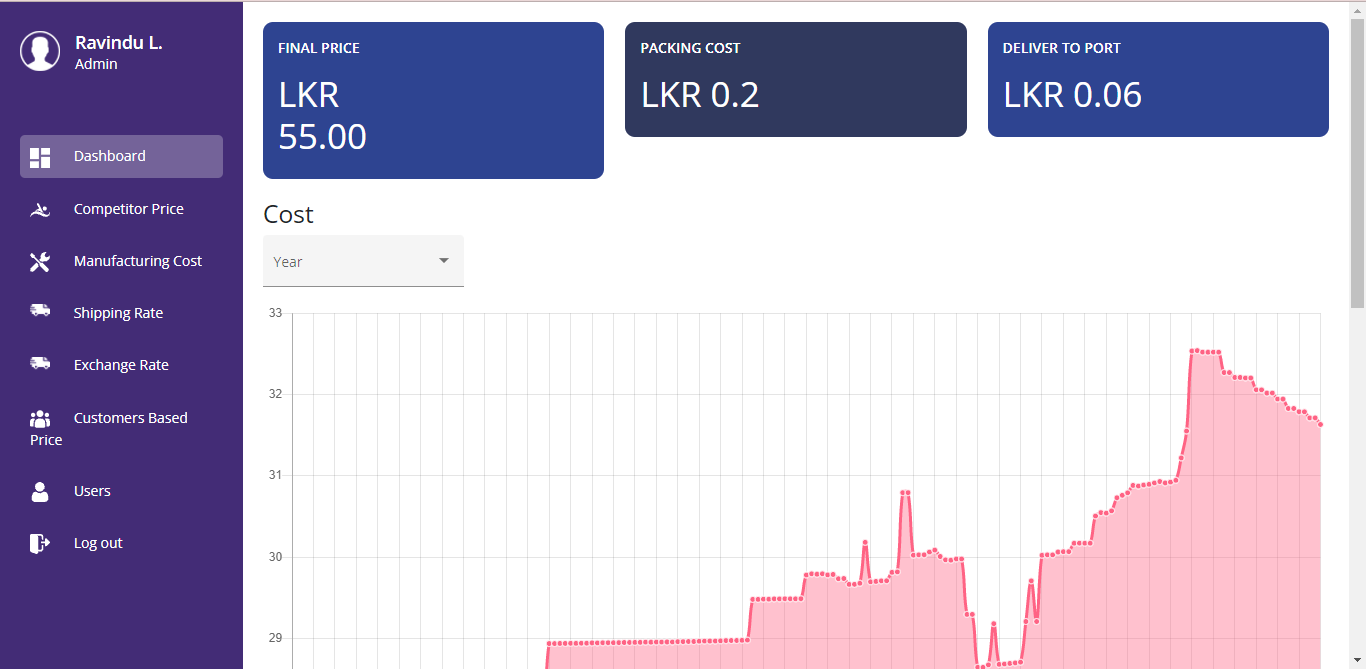 Ravindu L.
Admin
Dashboard
Competitor Price
Manufacturing Cost
Shipping Rate
Exchange Rate
Customers Based
Price
Users
Log out
FINAL PRICE
LKR
55.00
PACKING COST
LKR 0.2
DELIVER TO PORT
LKR 0.06
Cost
Year
33
32
31
30
29